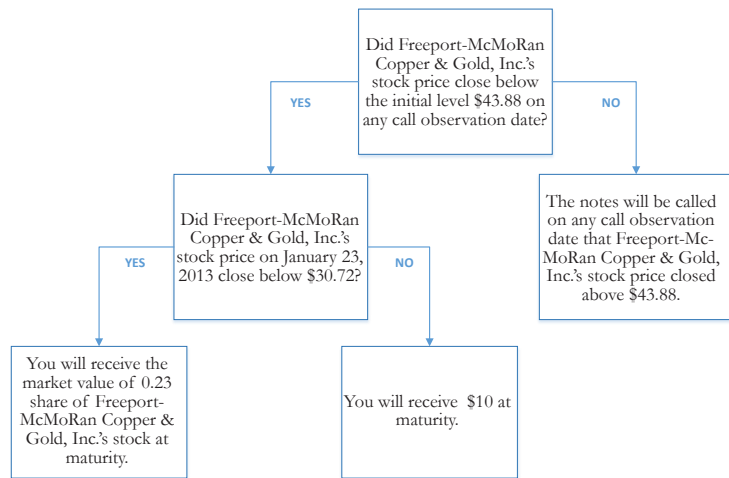 Did Freeport-McMoRan
Copper & Gold, Inc.'s
stock price close below
the initial level $43.88 on
any call observation date?
YES
NO
Did Freeport-McMoRan
Copper & Gold, Inc.'s
stock price on January 23,
2013 close below $30.72?
The notes will be called
on any call observation
date that Freeport-Mc-
MoRan Copper & Gold,
Inc.'s stock price closed
above $43.88.
YES
NO
You will receive the
market value of 0.23
share of Freeport-
McMoRan Copper &
Gold, Inc.'s stock at
maturity.
You will receive $10 at
maturity.